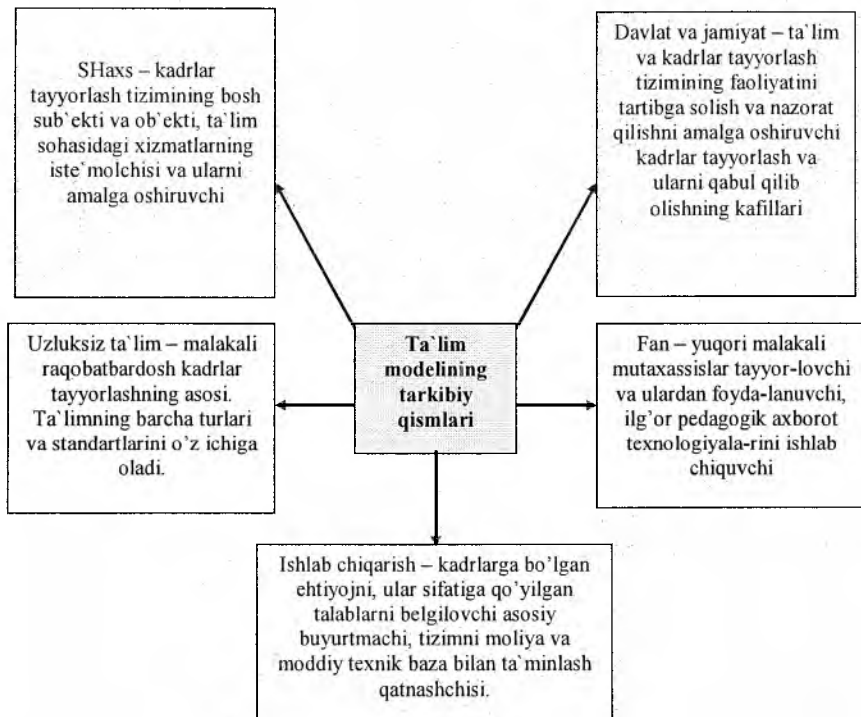 SHaxs – kadrlar
tayyorlash tizimining bosh
sub`ekti va ob`ekti, ta`lim
sohasidagi xizmatlarning
iste`molchisi va ularni
amalga oshiruvchi
Davlat va jamiyat – ta`lim
va kadrlar tayyorlash
tizimining faoliyatini
tartibga solish va nazorat
qilishni amalga oshiruvchi
kadrlar tayyorlash va
ularni qabul qilib
olishning kafillari
Uzluksiz ta`lim – malakali
raqobatbardosh kadrlar
tayyorlashning asosi.
Ta`limning barcha turlari
va standartlarini o’z ichiga
oladi.
Ta`lim
modelining
tarkibiy
qismlari
Fan – yuqori malakali
mutaxassislar tayyor-lovchi
va ulardan foyda-lanuvchi,
ilg’or pedagogik axborot
texnologiyala-rini ishlab
chiquvchi
Ishlab chiqarish – kadrlarga bo’lgan
ehtiyojni, ular sifatiga qo’yilgan
talablarni belgilovchi asosiy
buyurtmachi, tizimni moliya va
moddiy texnik baza bilan ta`minlash
qatnashchisi.